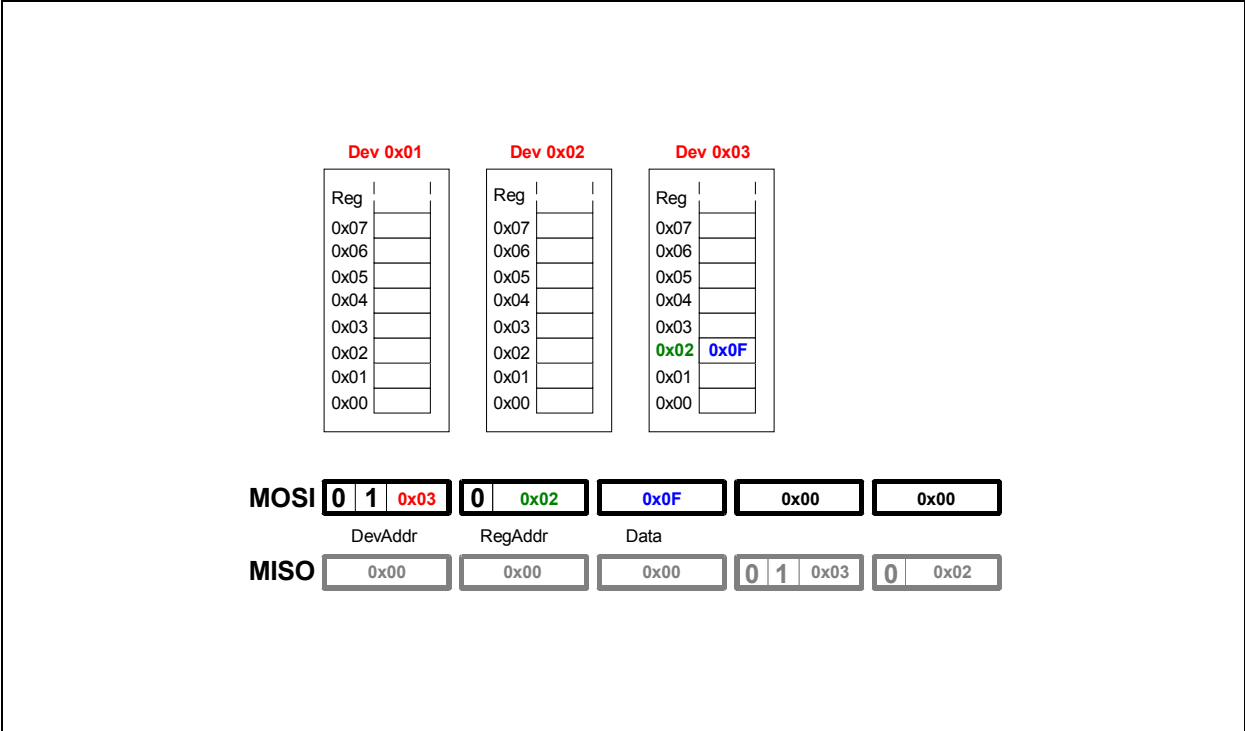 Dev 0x01 Dev 0x02 Dev 0x03
Reg Reg Reg
0x07 0x07 0x07
0x06 0x06 0x06
0x05 0x05 0x05
0x04 0x04 0x04
0x03 0x03 0x03
0x02 0x02 0x02 0x0F
0x01 0x01 0x01
0x00 0x00 0x00
MOSI 0 1 0x03 0 0x02 0x0F 0x00 0x00
DevAddr RegAddr Data
MISO 0x00 0x00 0x00 0 1 0x03 0 0x02